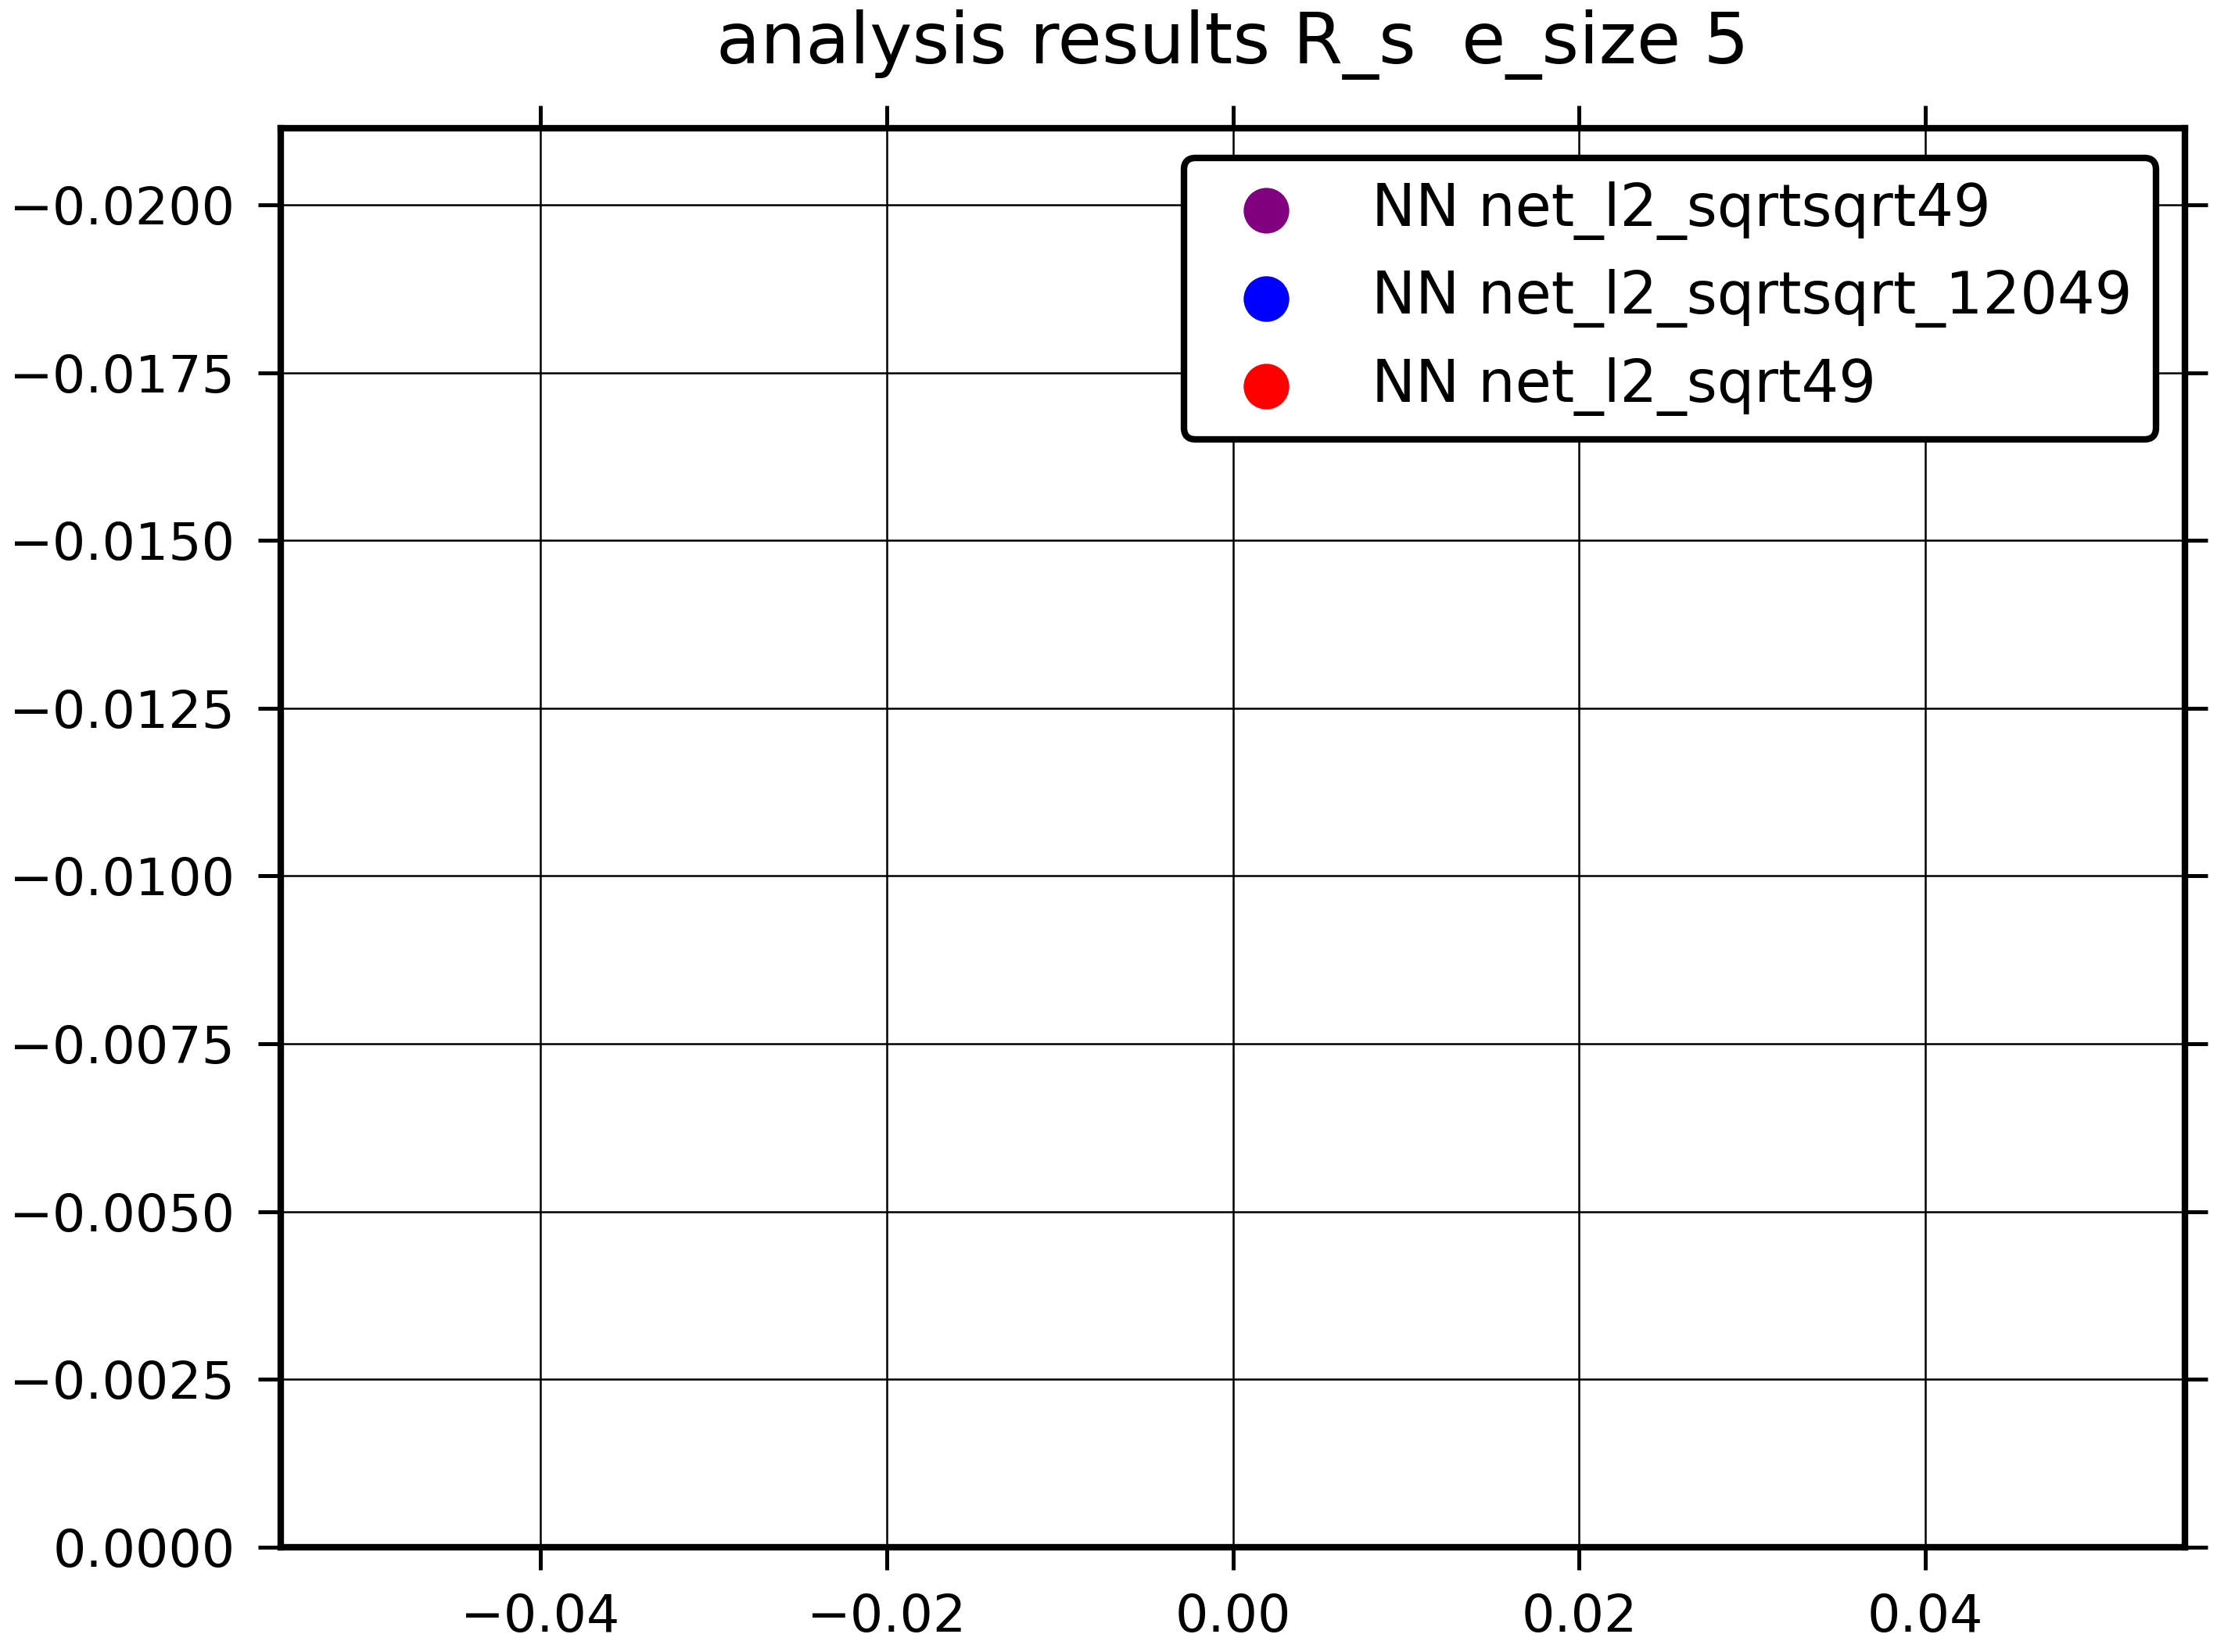 analysis results R_s  e_size 5
NN net_l2_sqrtsqrt49
NN net_l2_sqrtsqrt_12049
NN net_l2_sqrt49
−0.0200
−0.0175
−0.0150
−0.0125
−0.0100
−0.0075
−0.0050
−0.0025
0.0000
−0.04 −0.02 0.00 0.02 0.04